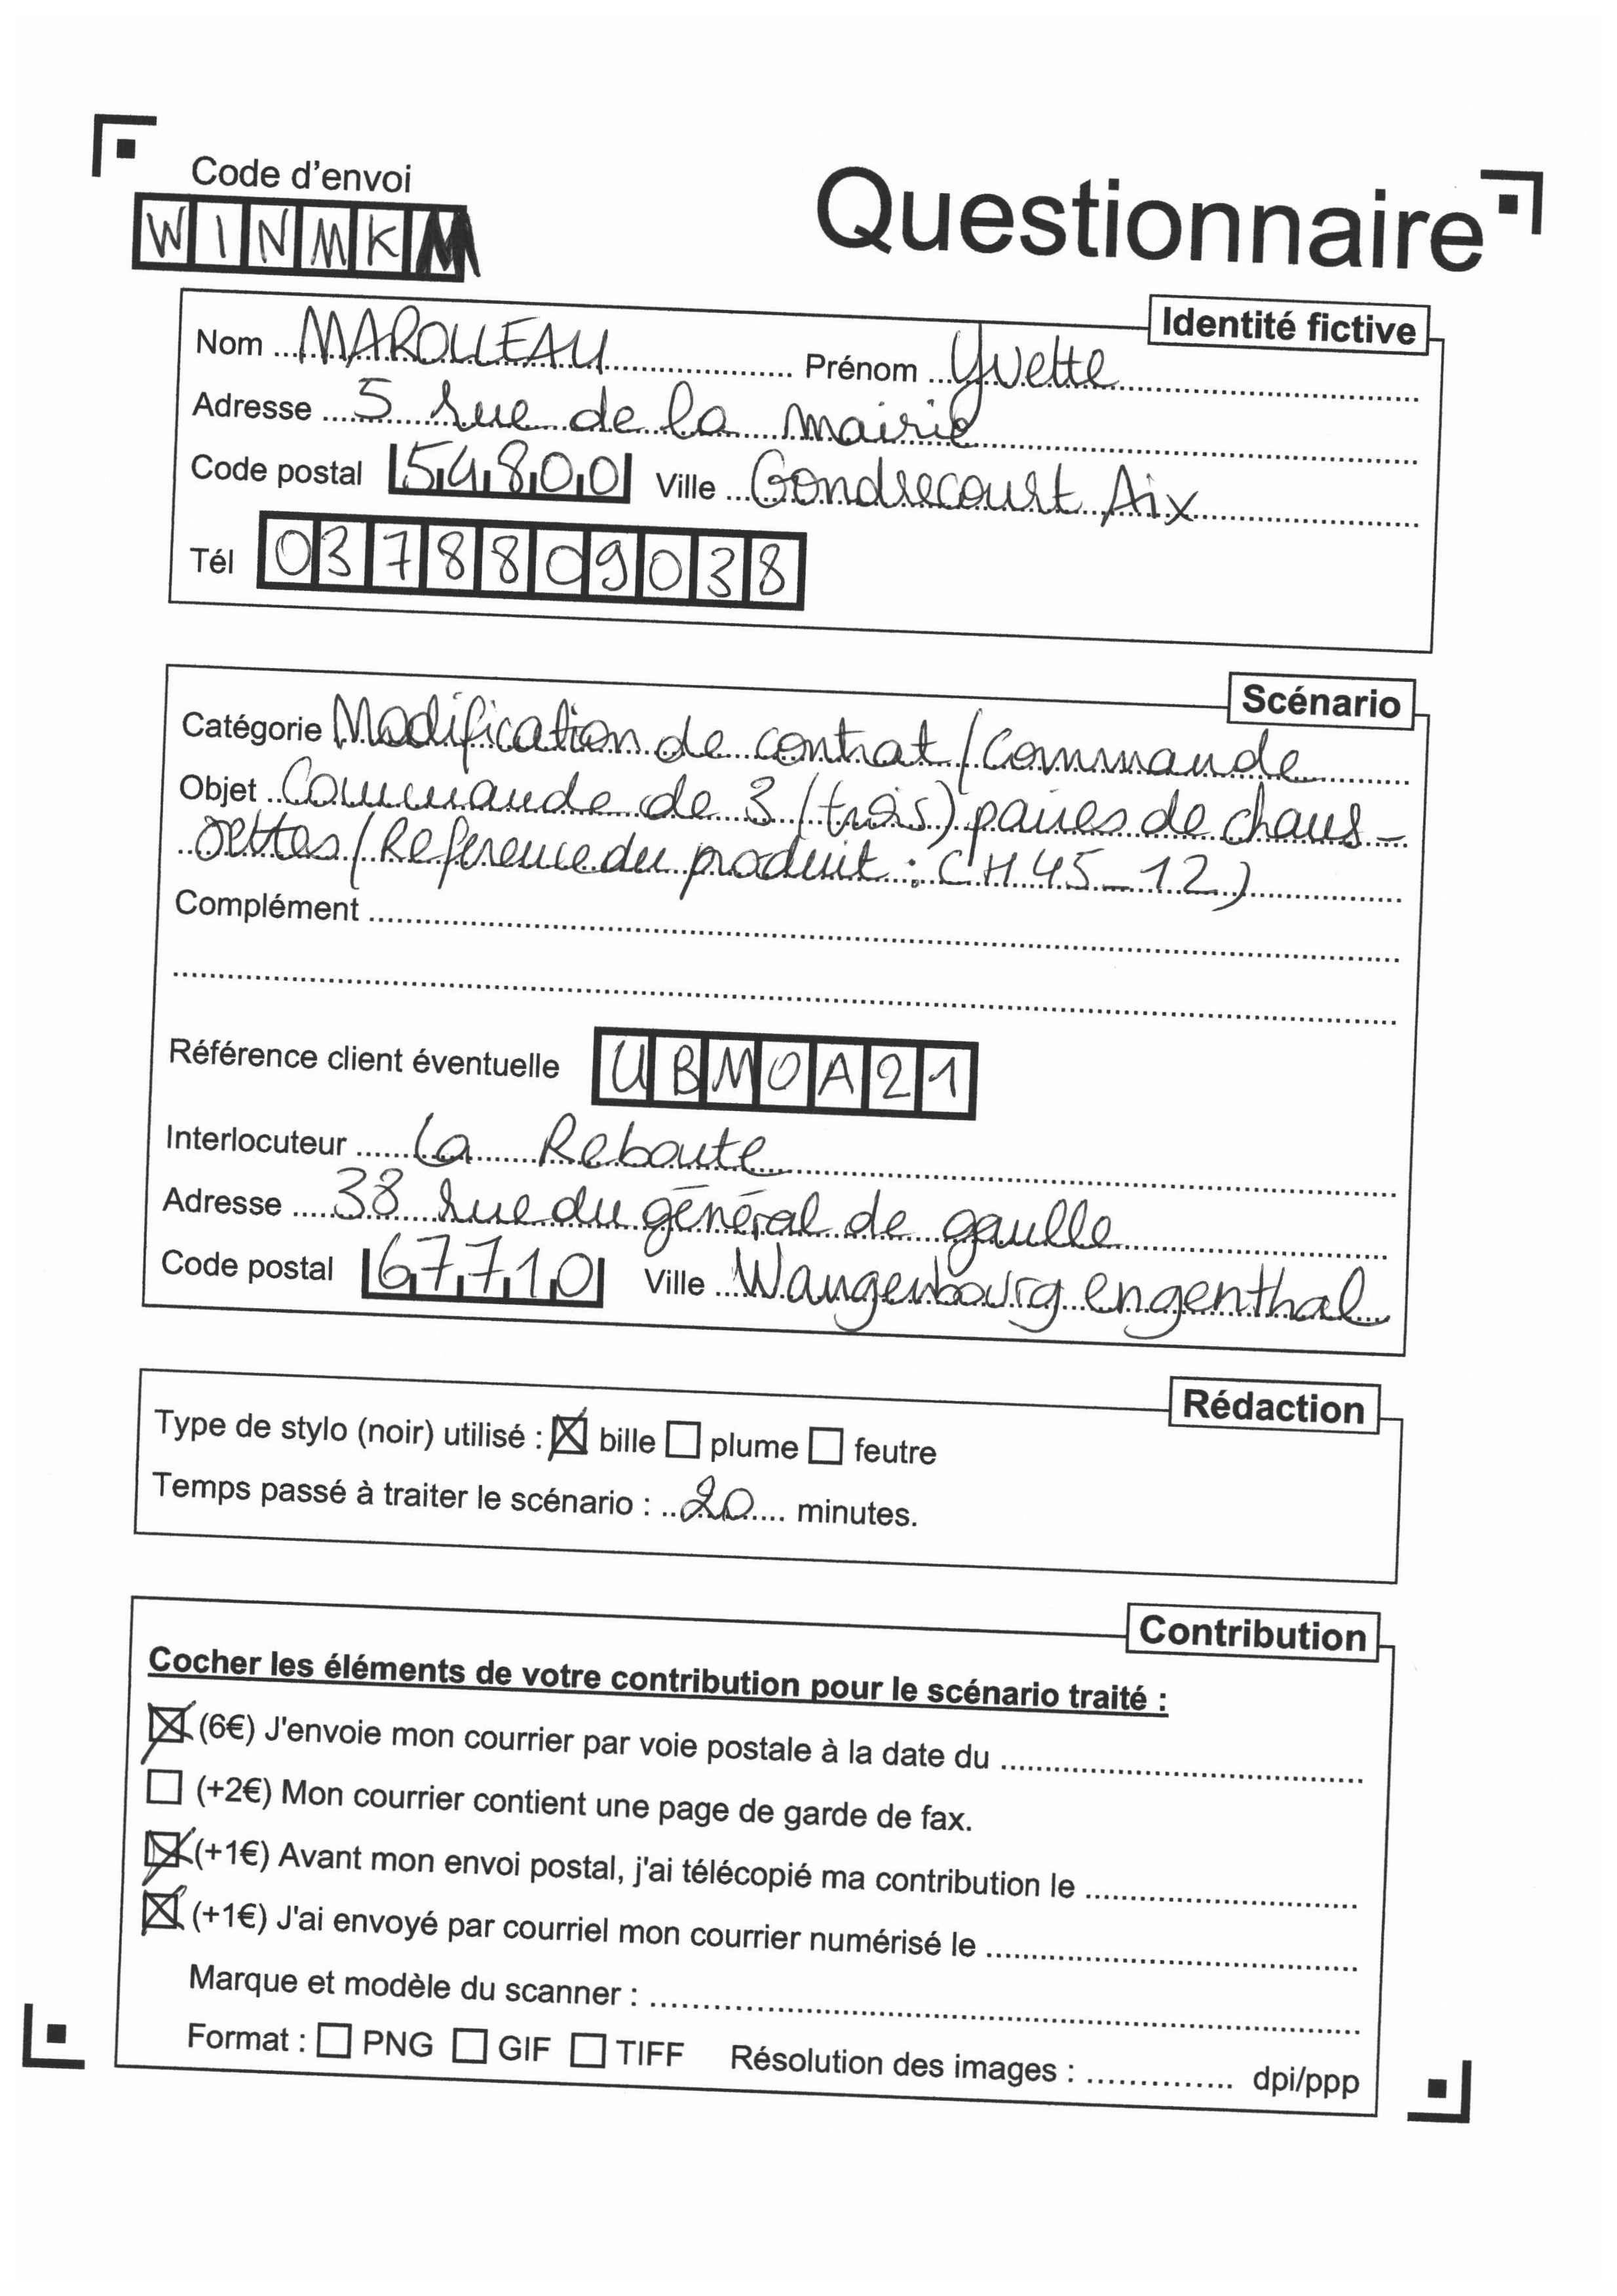 Code d'envoi
WINMKM
Questionnaire
Identité fictive
Nom MAROLLEAU Prénom Yvette
Adresse 5 rue de la mairie
Code postal 54800 Ville Gondrecourt Aix
Tél 0378809038
Scénario
Catégorie Modification de contrat/Commande
Objet Commande de 3 (trois) paires de chaus-
settes (Reference du produit : CH45_12)
Complément
Référence client éventuelle UBMOA21
Interlocuteur La Reboute
Adresse 38 rue du général de gaulle
Code postal 67710 Ville Wangenbourg engenthal
Rédaction
Type de stylo (noir) utilisé : bille plume feutre
Temps passé à traiter le scénario : 20 minutes.
Contribution
Cocher les éléments de votre contribution pour le scénario traité :
(6€) J'envoie mon courrier par voie postale à la date du
(+2€) Mon courrier contient une page de garde de fax.
(+1€) Avant mon envoi postal, j'ai télécopié ma contribution le
(+1€) J'ai envoyé par courriel mon courrier numérisé le
Marque et modèle du scanner :
Format : PNG GIF TIFF Résolution des images : dpi/ppp